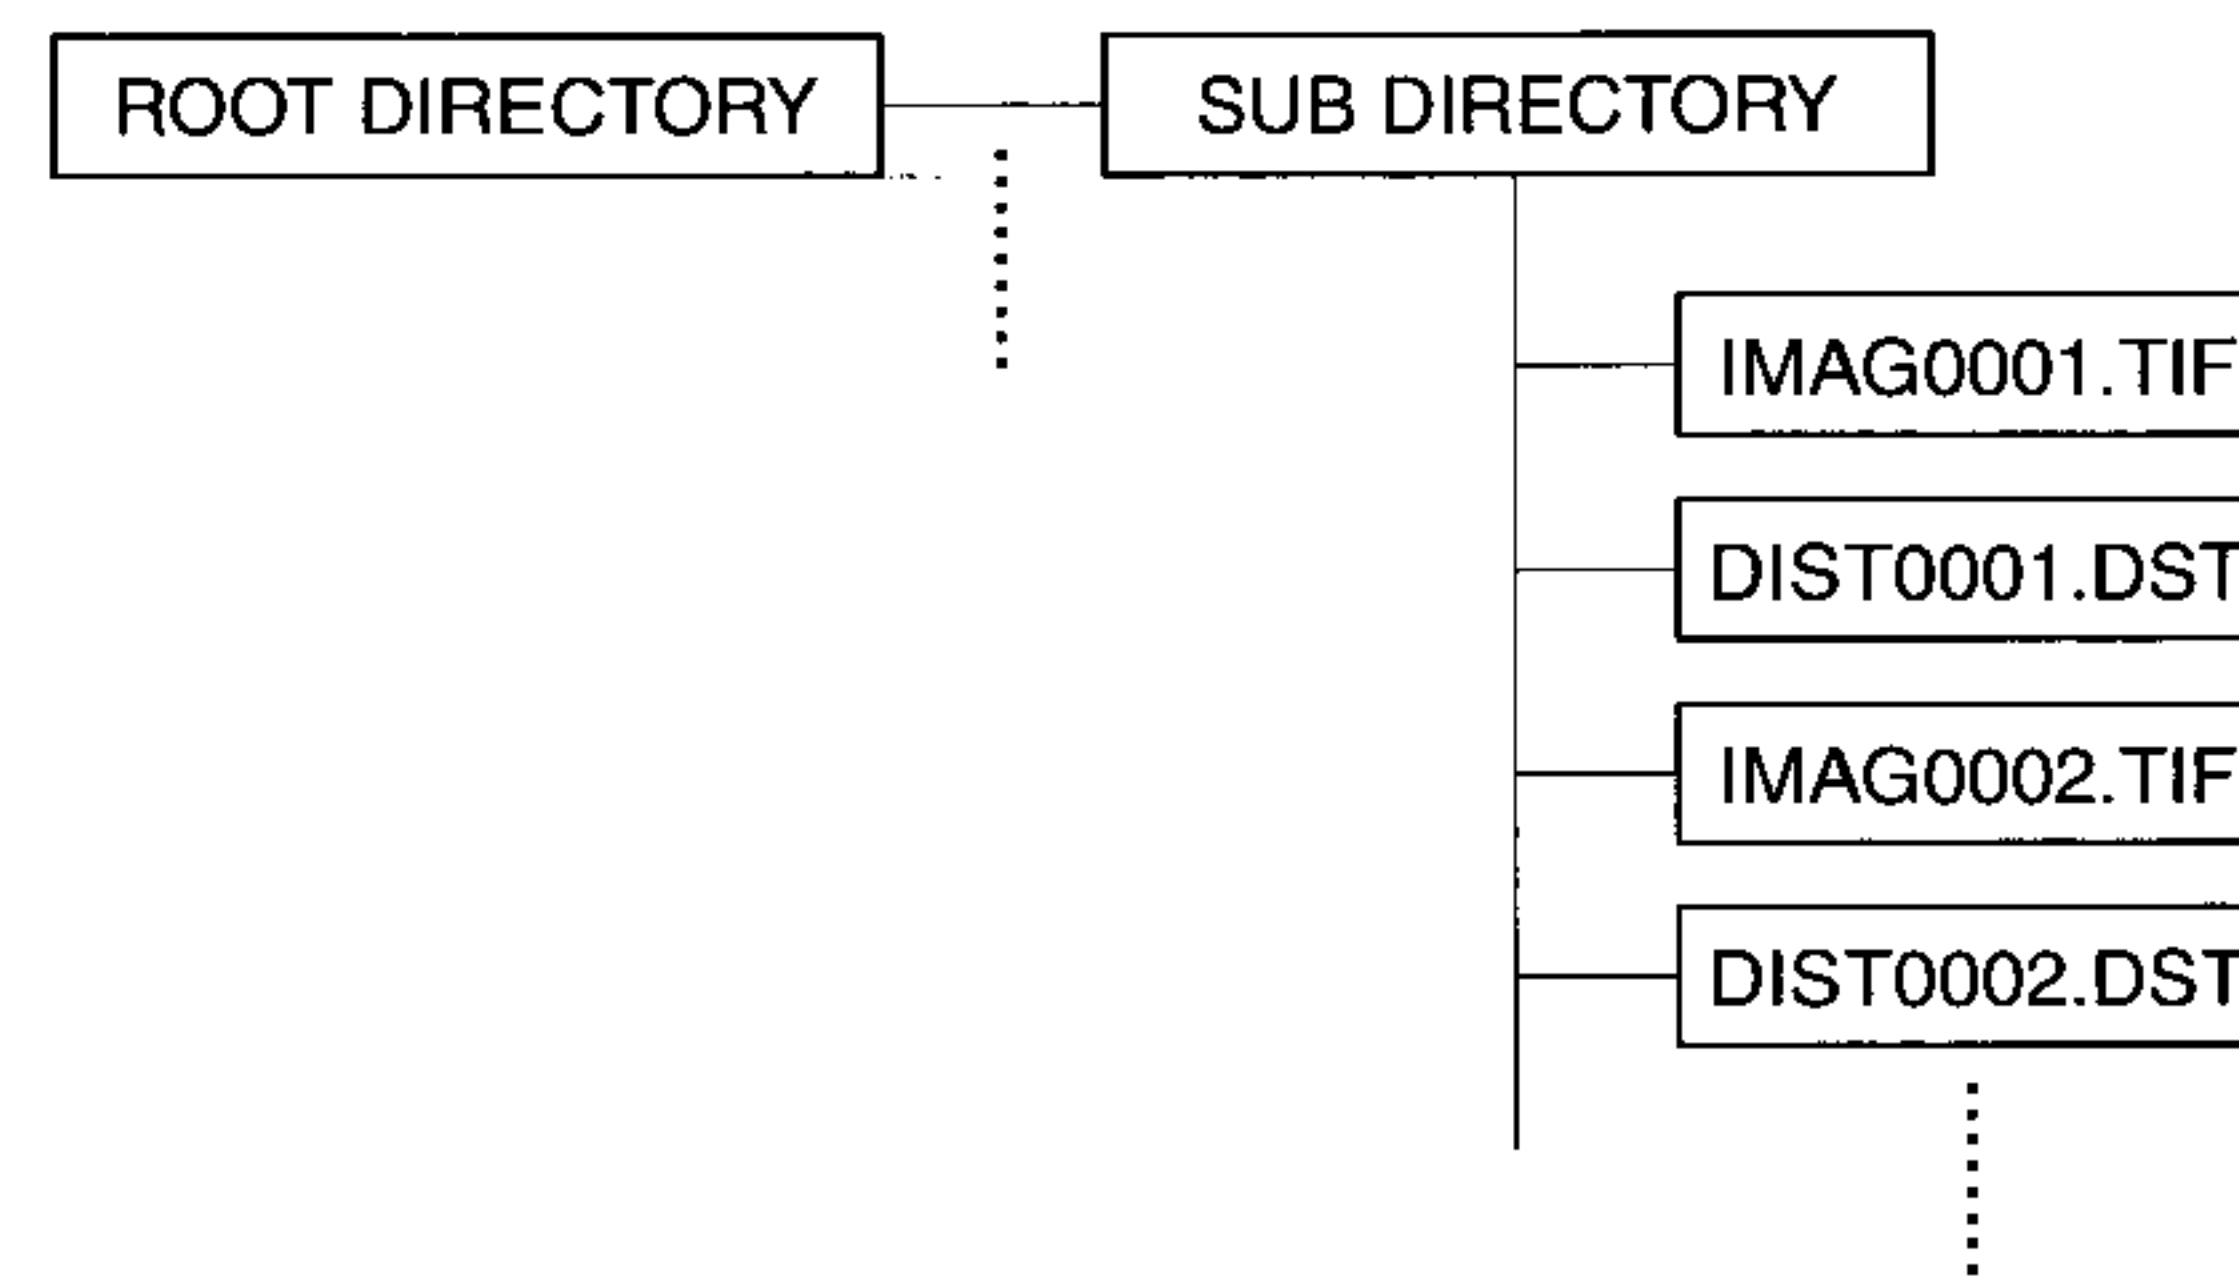 ROOT DIRECTORY
SUB DIRECTORY
IMAG0001.TIF
DIST0001.DST
IMAG0002.TIF
DIST0002.DST